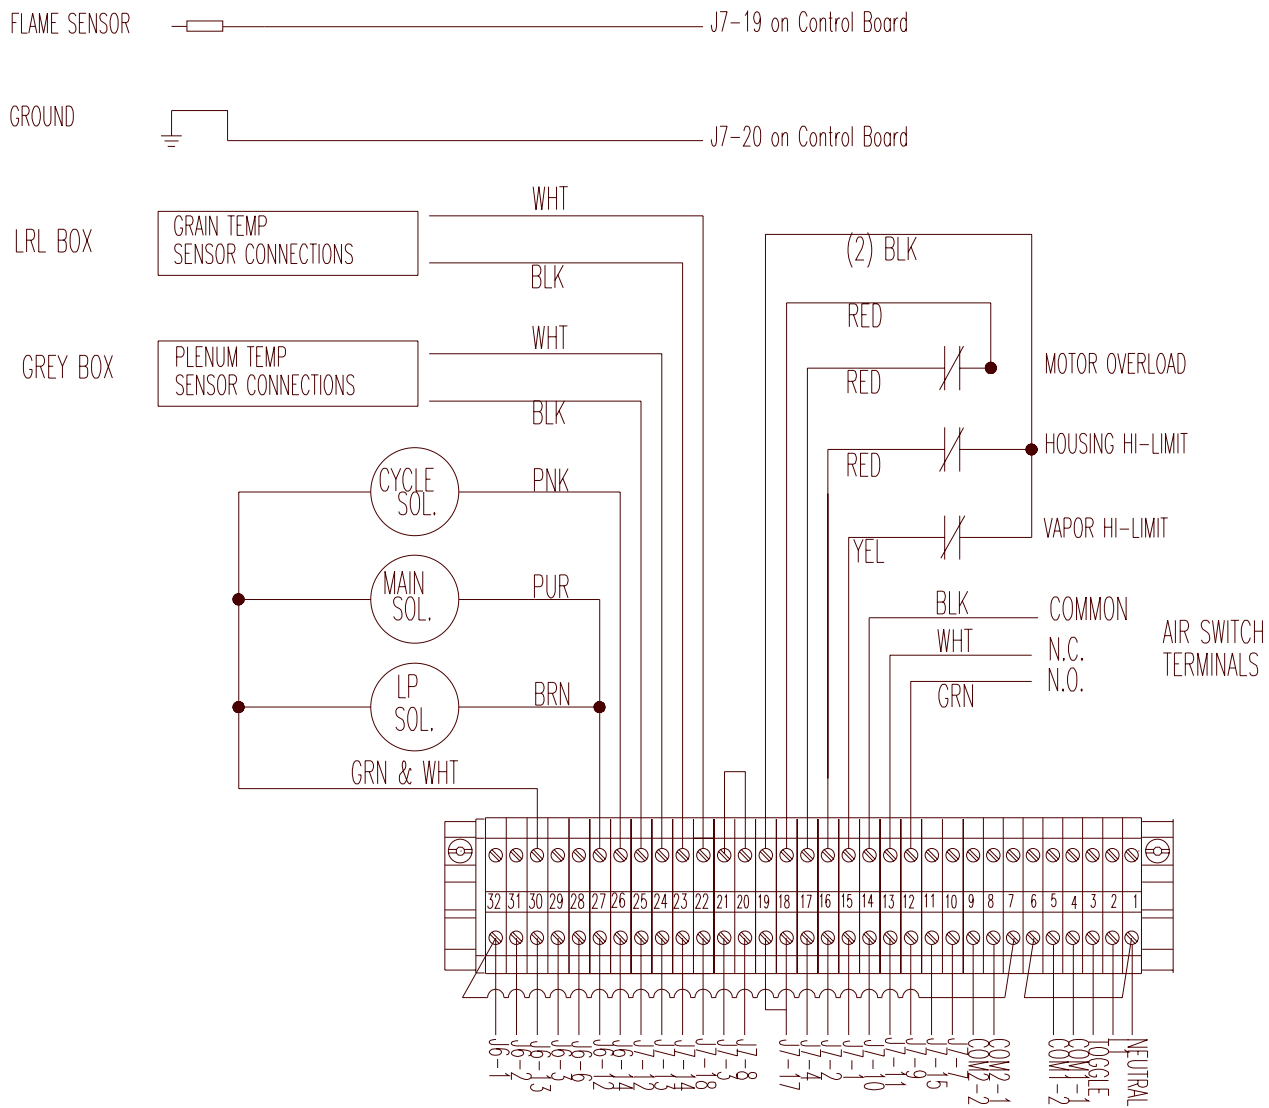 FLAME SENSOR
J7-19 on Control Board
GROUND
J7-20 on Control Board
LRL BOX
GRAIN TEMP
SENSOR CONNECTIONS
WHT
BLK
GREY BOX
PLENUM TEMP
SENSOR CONNECTIONS
WHT
BLK
CYCLE
SOL.
PNK
MAIN
SOL.
PUR
LP
SOL.
BRN
GRN & WHT
(2) BLK
RED
RED
MOTOR OVERLOAD
RED
HOUSING HI-LIMIT
YEL
VAPOR HI-LIMIT
BLK
COMMON
WHT
N.C.
GRN
N.O.
AIR SWITCH
TERMINALS
32 31 30 29 28 27 26 25 24 23 22 21 20 19 18 17 16 15 14 13 12 11 10 9 8 7 6 5 4 3 2 1
J6-1
J6-2
J6-13
J6-3
J6-6
J6-12
J6-14
J7-12
J7-13
J7-14
J7-18
J7-3
J7-8
J7-17
J7-4
J7-2
J7-1
J7-10
J7-11
J7-9
J7-15
J7-7
COM2-2
COM2-1
COM1-2
COM1-1
TOGGLE
L1
NEUTRAL